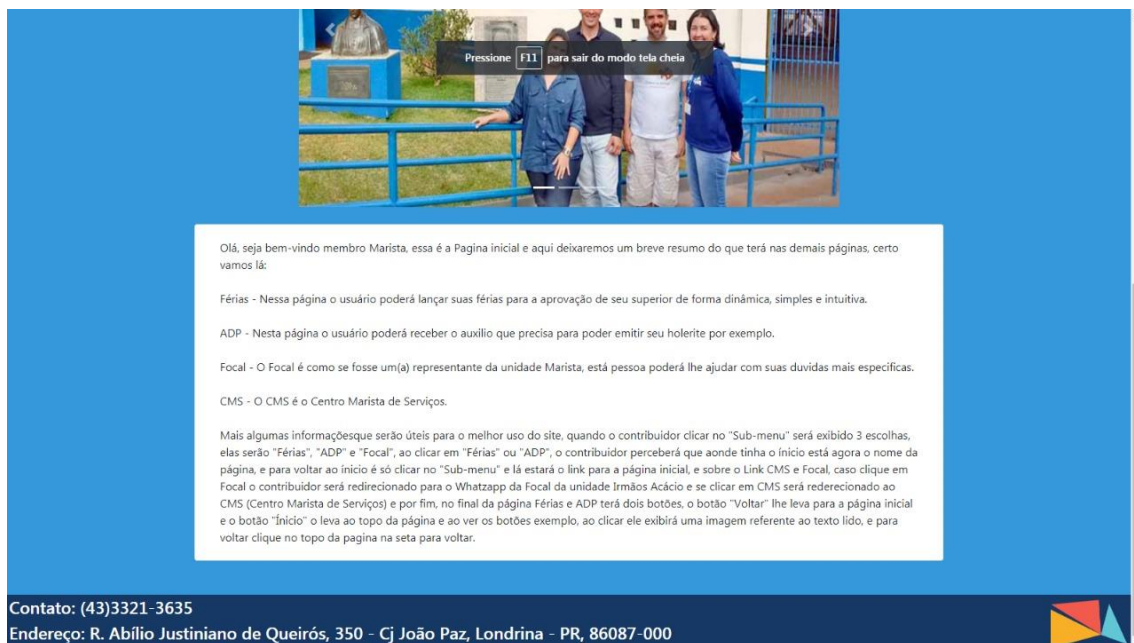 Pressione F11 para sair do modo tela cheia
Olá, seja bem-vindo membro Marista, essa é a Pagina inicial e aqui deixaremos um breve resumo do que terá nas demais páginas, certo
vamos lá:
Férias - Nessa página o usuário poderá lançar suas férias para a aprovação de seu superior de forma dinâmica, simples e intuitiva.
ADP - Nesta página o usuário poderá receber o auxilio que precisa para poder emitir seu holerite por exemplo.
Focal - O Focal é como se fosse um(a) representante da unidade Marista, está pessoa poderá lhe ajudar com suas duvidas mais especificas.
CMS - O CMS é o Centro Marista de Serviços.
Mais algumas informaçõesque serão úteis para o melhor uso do site, quando o contribuidor clicar no "Sub-menu" será exibido 3 escolhas,
elas serão "Férias", "ADP" e "Focal", ao clicar em "Férias" ou "ADP", o contribuidor perceberá que aonde tinha o ínicio está agora o nome da
página, e para voltar ao ínicio é só clicar no "Sub-menu" e lá estará o link para a página inicial, e sobre o Link CMS e Focal, caso clique em
Focal o contribuidor será redirecionado para o Whatzapp da Focal da unidade Irmãos Acácio e se clicar em CMS será rederecionado ao
CMS (Centro Marista de Serviços) e por fim, no final da página Férias e ADP terá dois botões, o botão "Voltar" lhe leva para a página inicial
e o botão "Ínicio" o leva ao topo da página e ao ver os botões exemplo, ao clicar ele exibirá uma imagem referente ao texto lido, e para
voltar clique no topo da pagina na seta para voltar.
Contato: (43)3321-3635
Endereço: R. Abílio Justiniano de Queirós, 350 - Cj João Paz, Londrina - PR, 86087-000